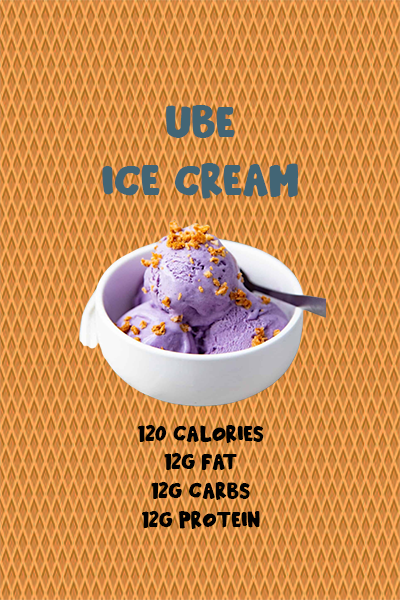 UBE
ICE CREAM
120 CALORIES
12G FAT
12G CARBS
12G PROTEIN